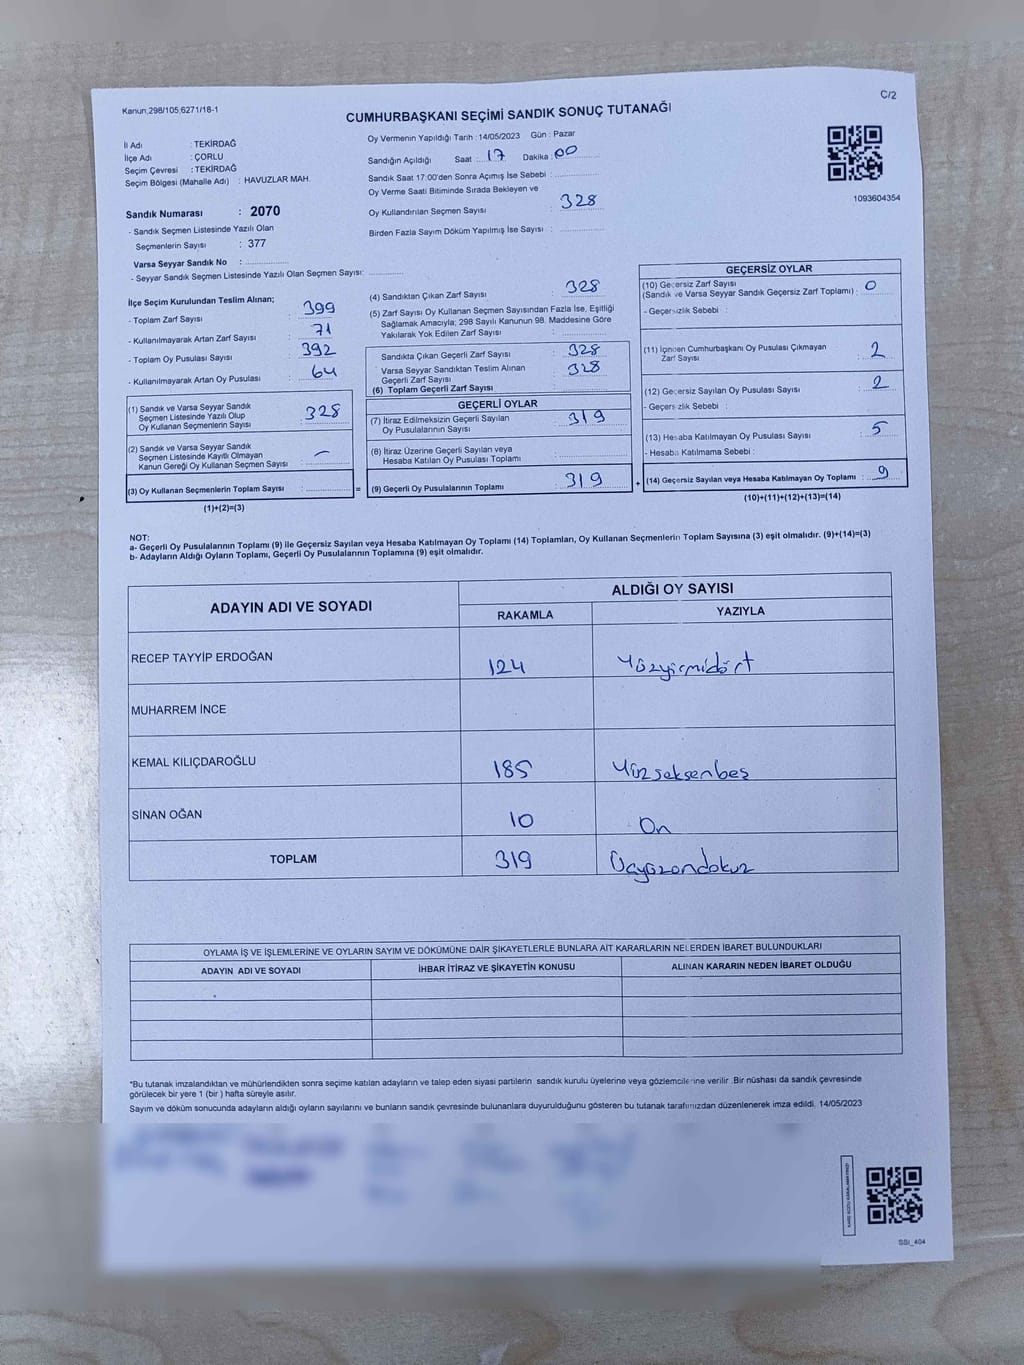 Kanun;298/105;6271/18-1
C/2
CUMHURBAŞKANI SEÇİMİ SANDIK SONUÇ TUTANAĞI
İl Adı : TEKİRDAĞ
İlçe Adı : ÇORLU
Seçim Çevresi : TEKİRDAĞ
Seçim Bölgesi (Mahalle Adı) : HAVUZLAR MAH.
Sandık Numarası : 2070
- Sandık Seçmen Listesinde Yazılı Olan
Seçmenlerin Sayısı : 377
Varsa Seyyar Sandık No :
- Seyyar Sandık Seçmen Listesinde Yazılı Olan Seçmen Sayısı:
Oy Vermenin Yapıldığı Tarih : 14/05/2023 Gün : Pazar
Sandığın Açıldığı Saat : 17 Dakika : 00
Sandık Saat 17:00'den Sonra Açımış İse Sebebi :
Oy Verme Saati Bitiminde Sırada Bekleyen ve
Oy Kullandırılan Seçmen Sayısı : 328
Birden Fazla Sayım Döküm Yapılmış İse Sayısı :
1093604354
İlçe Seçim Kurulundan Teslim Alınan;
- Toplam Zarf Sayısı : 399
- Kullanılmayarak Artan Zarf Sayısı : 71
- Toplam Oy Pusulası Sayısı : 392
- Kullanılmayarak Artan Oy Pusulası : 64
(1) Sandık ve Varsa Seyyar Sandık
Seçmen Listesinde Yazılı Olup
Oy Kullanan Seçmenlerin Sayısı : 328
(2) Sandık ve Varsa Seyyar Sandık
Seçmen Listesinde Kayıtlı Olmayan
Kanun Gereği Oy Kullanan Seçmen Sayısı : –
(3) Oy Kullanan Seçmenlerin Toplam Sayısı :
=
(1)+(2)=(3)
(4) Sandıktan Çıkan Zarf Sayısı : 328
(5) Zarf Sayısı Oy Kullanan Seçmen Sayısından Fazla İse, Eşitliği
Sağlamak Amacıyla; 298 Sayılı Kanunun 98. Maddesine Göre
Yakılarak Yok Edilen Zarf Sayısı :
Sandıkta Çıkan Geçerli Zarf Sayısı : 328
Varsa Seyyar Sandıktan Teslim Alınan
Geçerli Zarf Sayısı : 328
(6) Toplam Geçerli Zarf Sayısı
GEÇERLİ OYLAR
(7) İtiraz Edilmeksizin Geçerli Sayılan
Oy Pusulalarının Sayısı : 319
(8) İtiraz Üzerine Geçerli Sayılan veya
Hesaba Katılan Oy Pusulası Toplamı :
(9) Geçerli Oy Pusulalarının Toplamı : 319
+
GEÇERSİZ OYLAR
(10) Geçersiz Zarf Sayısı
(Sandık ve Varsa Seyyar Sandık Geçersiz Zarf Toplamı) : 0
- Geçersizlik Sebebi :
(11) İçinden Cumhurbaşkanı Oy Pusulası Çıkmayan
Zarf Sayısı : 2
(12) Geçersiz Sayılan Oy Pusulası Sayısı : 2
- Geçersizlik Sebebi :
(13) Hesaba Katılmayan Oy Pusulası Sayısı : 5
- Hesaba Katılmama Sebebi :
(14) Geçersiz Sayılan veya Hesaba Katılmayan Oy Toplamı : 9
(10)+(11)+(12)+(13)=(14)
NOT:
a- Geçerli Oy Pusulalarının Toplamı (9) ile Geçersiz Sayılan veya Hesaba Katılmayan Oy Toplamı (14) Toplamları, Oy Kullanan Seçmenlerin Toplam Sayısına (3) eşit olmalıdır. (9)+(14)=(3)
b- Adayların Aldığı Oyların Toplamı, Geçerli Oy Pusulalarının Toplamına (9) eşit olmalıdır.
ADAYIN ADI VE SOYADI
ALDIĞI OY SAYISI
RAKAMLA YAZIYLA
RECEP TAYYİP ERDOĞAN 124 Yüzyirmidört
MUHARREM İNCE
KEMAL KILIÇDAROĞLU 185 Yüzseksenbeş
SİNAN OĞAN 10 On
TOPLAM 319 Üçyüzondokuz
OYLAMA İŞ VE İŞLEMLERİNE VE OYLARIN SAYIM VE DÖKÜMÜNE DAİR ŞİKAYETLERLE BUNLARA AİT KARARLARIN NELERDEN İBARET BULUNDUKLARI
ADAYIN ADI VE SOYADI İHBAR İTİRAZ VE ŞİKAYETİN KONUSU ALINAN KARARIN NEDEN İBARET OLDUĞU
*Bu tutanak imzalandıktan ve mühürlendikten sonra seçime katılan adayların ve talep eden siyasi partilerin sandık kurulu üyelerine veya gözlemcilerine verilir .Bir nüshası da sandık çevresinde
görülecek bir yere 1 (bir ) hafta süreyle asılır.
Sayım ve döküm sonucunda adayların aldığı oyların sayılarını ve bunların sandık çevresinde bulunanlara duyurulduğunu gösteren bu tutanak tarafımızdan düzenlenerek imza edildi. 14/05/2023
SSI_404